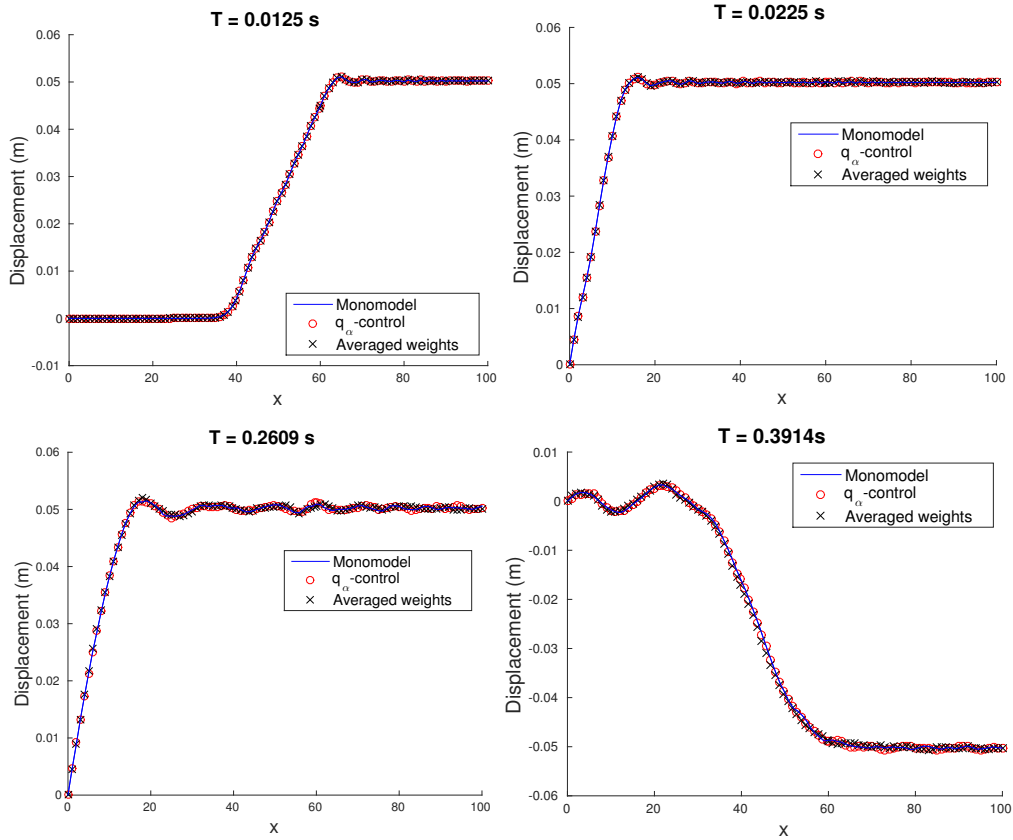 T = 0.0125 s
0.06
0.05
0.04
0.03
0.02
0.01
0
-0.01
Displacement (m)
0
20
40
60
80
100
x
Monomodel
qα-control
Averaged weights
T = 0.0225 s
0.06
0.05
0.04
0.03
0.02
0.01
0
Displacement (m)
0
20
40
60
80
100
x
Monomodel
qα-control
Averaged weights
T = 0.2609 s
0.06
0.05
0.04
0.03
0.02
0.01
0
Displacement (m)
0
20
40
60
80
100
x
Monomodel
qα-control
Averaged weights
T = 0.3914s
0.01
0
-0.01
-0.02
-0.03
-0.04
-0.05
-0.06
Displacement (m)
0
20
40
60
80
100
x
Monomodel
qα-control
Averaged weights